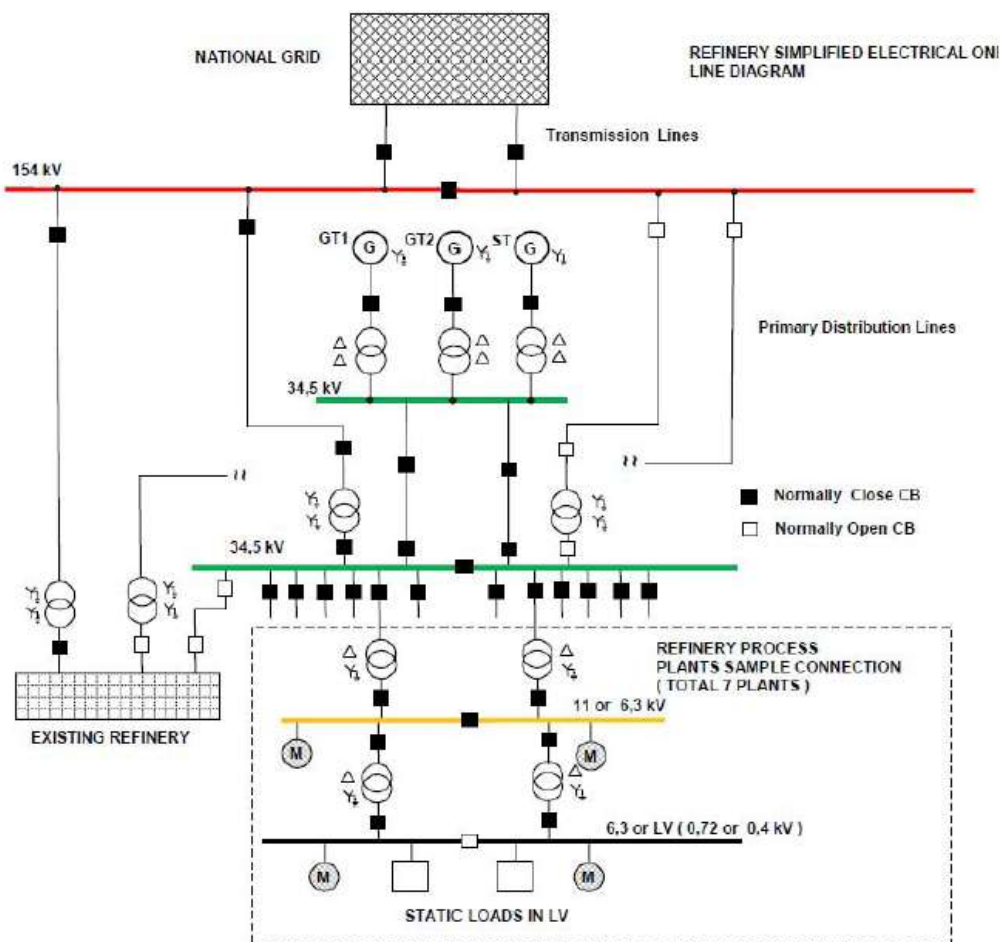 NATIONAL GRID
REFINERY SIMPLIFIED ELECTRICAL ON
LINE DIAGRAM
Transmission Lines
154 kV
GT1
G
GT2
G
ST
G
Primary Distribution Lines
34,5 kV
Normally Close CB
Normally Open CB
34,5 kV
REFINERY PROCESS
PLANTS SAMPLE CONNECTION
( TOTAL 7 PLANTS )
11 or 6,3 kV
EXISTING REFINERY
M
M
6,3 or LV ( 0,72 or 0,4 kV )
M
M
STATIC LOADS IN LV